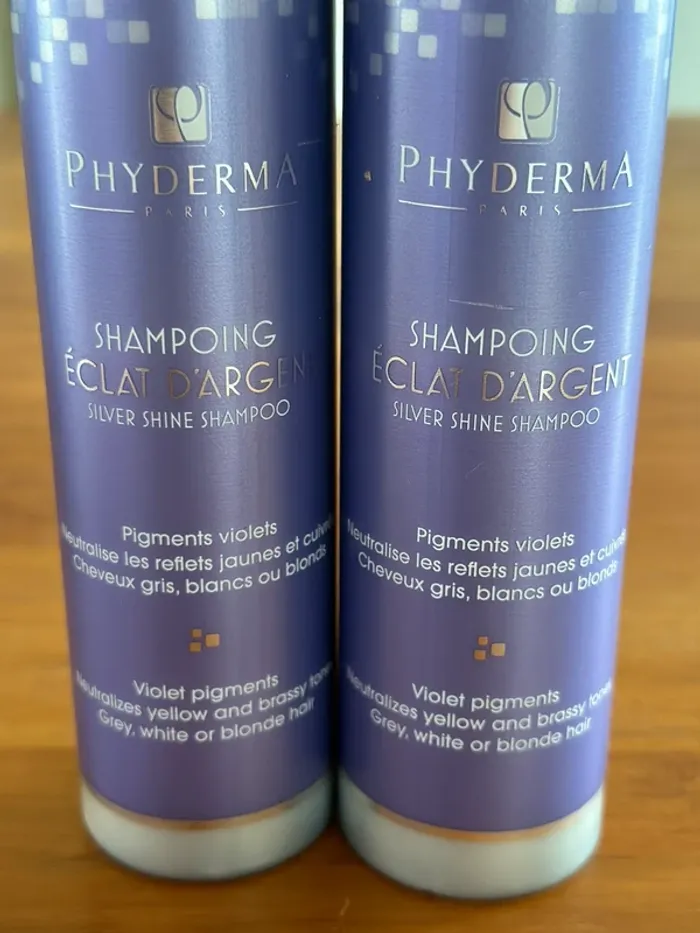 PHYDERMA
PARIS
SHAMPOING
ÉCLAT D'ARGENT
SILVER SHINE SHAMPOO
Pigments violets
Neutralise les reflets jaunes et
Cheveux gris, blancs ou blonds
Violet pigments
Neutralizes yellow and brassy tones
Grey, white or blonde hair
PHYDERMA
PARIS
SHAMPOING
ÉCLAT D'ARGENT
SILVER SHINE SHAMPOO
Pigments violets
Neutralise les reflets jaunes et
Cheveux gris, blancs ou blonds
Violet pigments
Neutralizes yellow and brassy tones
Grey, white or blonde hair